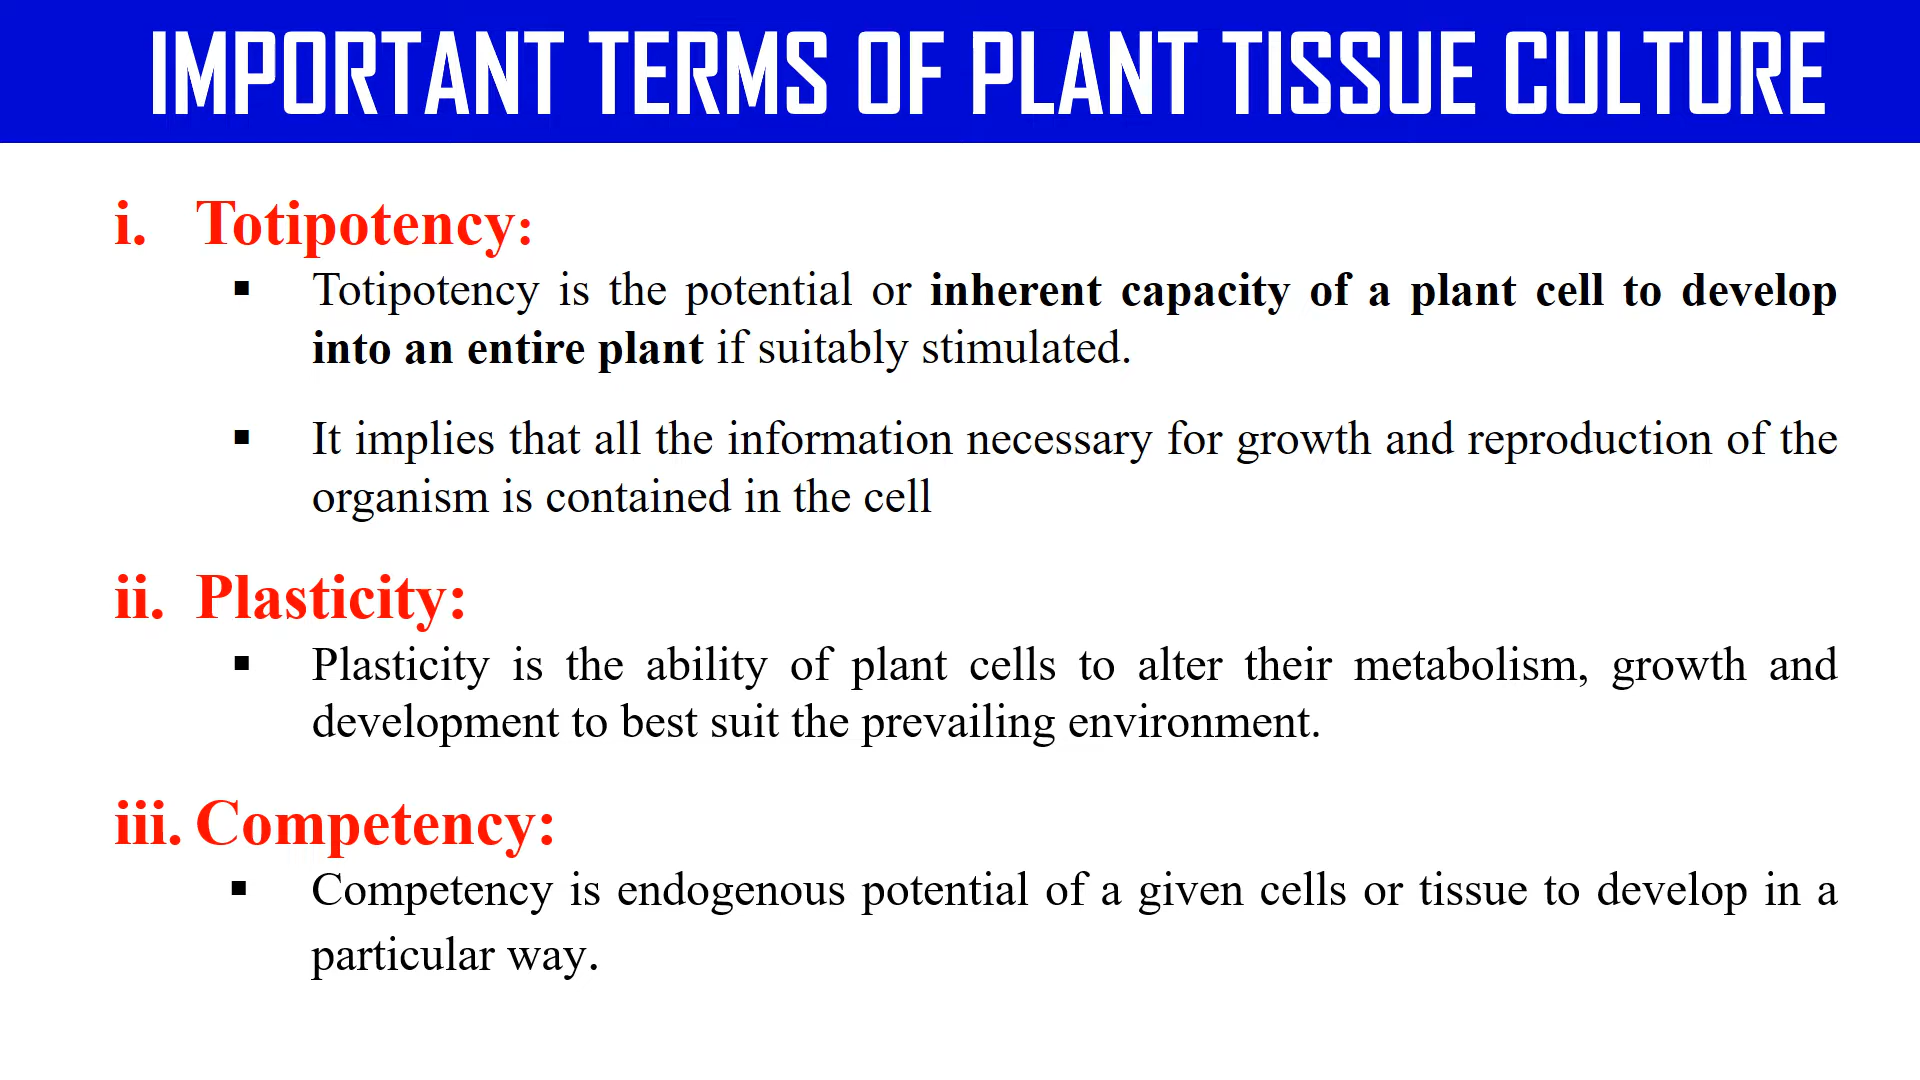 IMPORTANT TERMS OF PLANT TISSUE CULTURE
i. Totipotency:
▪ Totipotency is the potential or inherent capacity of a plant cell to develop
into an entire plant if suitably stimulated.
▪ It implies that all the information necessary for growth and reproduction of the
organism is contained in the cell
ii. Plasticity:
▪ Plasticity is the ability of plant cells to alter their metabolism, growth and
development to best suit the prevailing environment.
iii. Competency:
▪ Competency is endogenous potential of a given cells or tissue to develop in a
particular way.